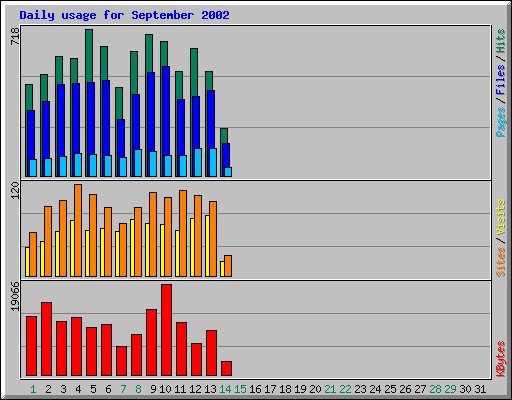 Daily usage for September 2002
718
Pages / Files / Hits
120
Sites / Visits
19066
KBytes
1 2 3 4 5 6 7 8 9 10 11 12 13 14 15 16 17 18 19 20 21 22 23 24 25 26 27 28 29 30 31